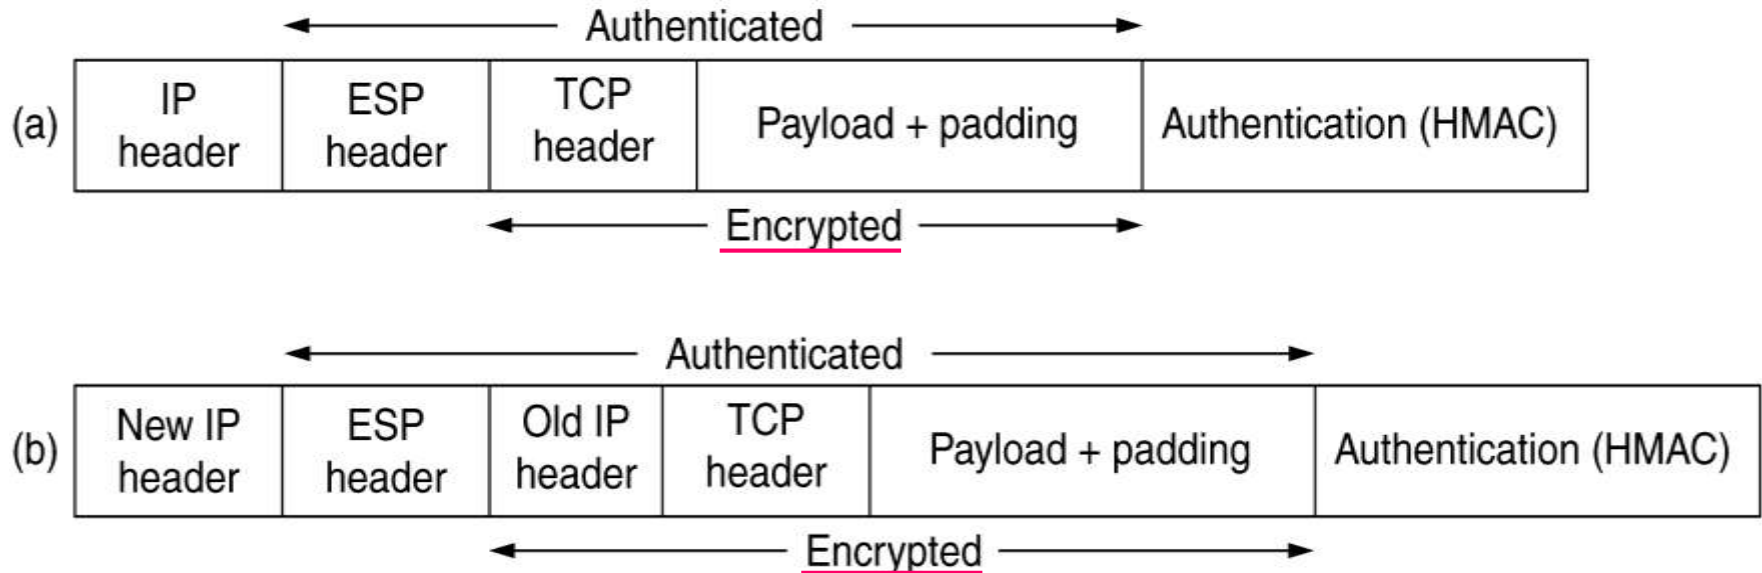 Authenticated
(a)
IP
header
ESP
header
TCP
header
Payload + padding
Authentication (HMAC)
Encrypted
Authenticated
(b)
New IP
header
ESP
header
Old IP
header
TCP
header
Payload + padding
Authentication (HMAC)
Encrypted